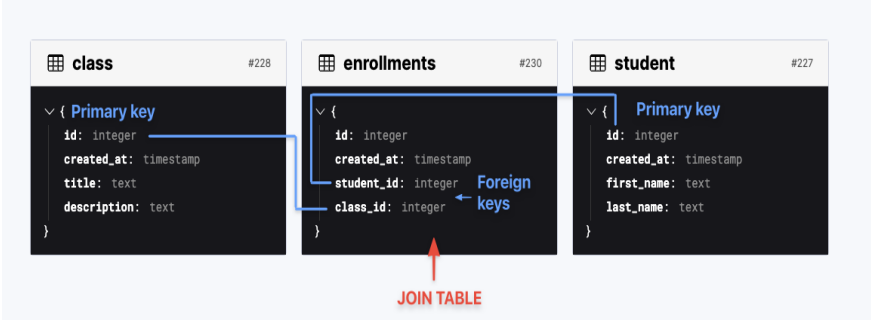 class #228
{ Primary key
id: integer
created_at: timestamp
title: text
description: text
}
enrollments #230
{
id: integer
created_at: timestamp
student_id: integer
class_id: integer
}
Foreign
keys
JOIN TABLE
student #227
{ Primary key
id: integer
created_at: timestamp
first_name: text
last_name: text
}